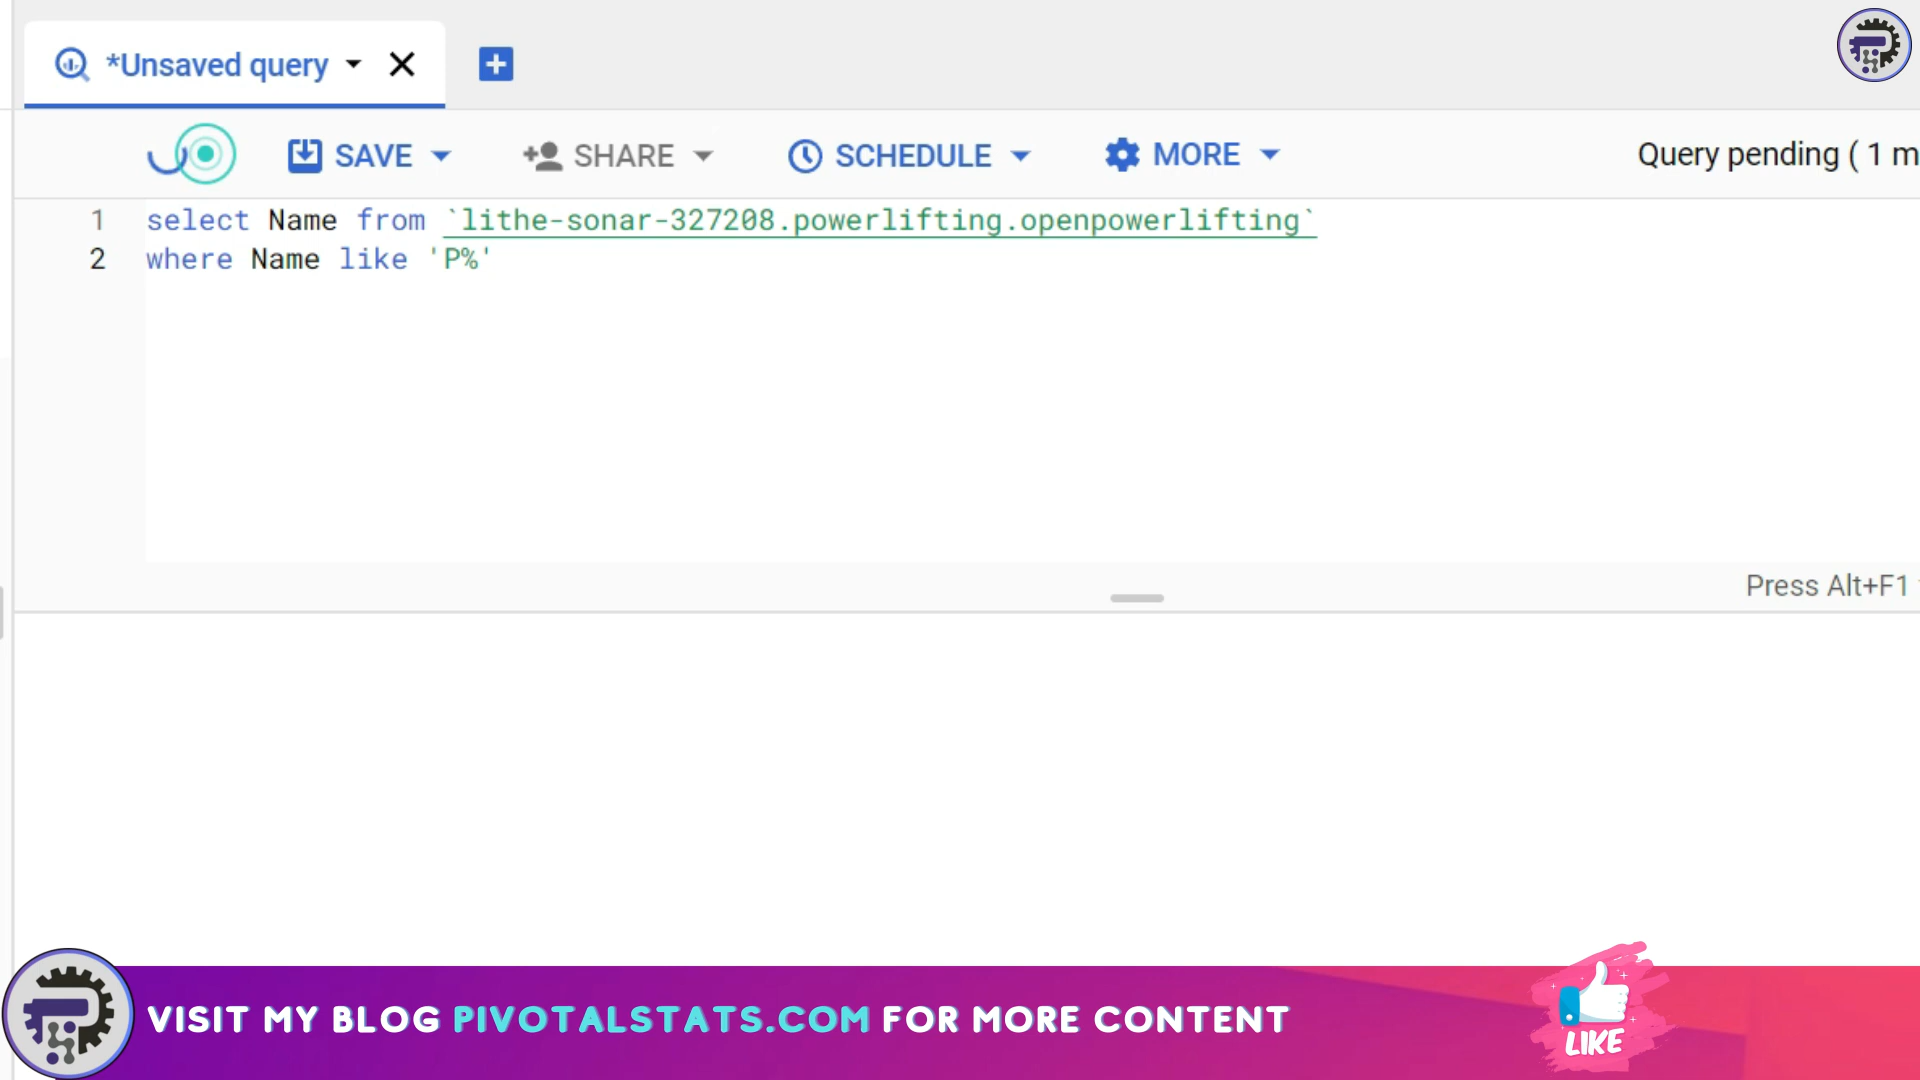 *Unsaved query
SAVE SHARE SCHEDULE MORE Query pending ( 1 m
1 select Name from `lithe-sonar-327208.powerlifting.openpowerlifting`
2 where Name like 'P%'
Press Alt+F1
VISIT MY BLOG PIVOTALSTATS.COM FOR MORE CONTENT
LIKE